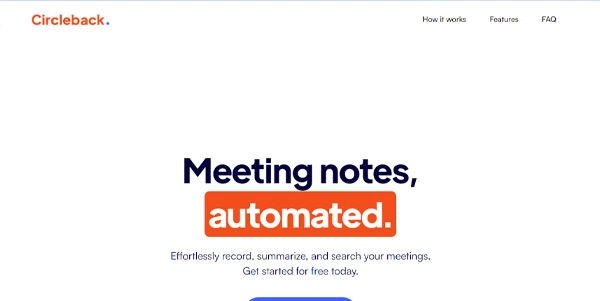 Circleback.
How it works
Features
FAQ
Meeting notes,
automated.
Effortlessly record, summarize, and search your meetings.
Get started for free today.